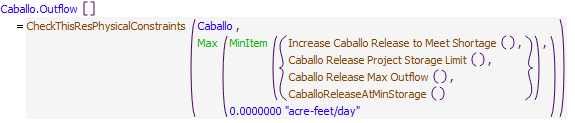 Caballo.Outflow []
= CheckThisResPhysicalConstraints ( Caballo ,
Max ( MinItem ( { Increase Caballo Release to Meet Shortage () ,
Caballo Release Project Storage Limit () ,
Caballo Release Max Outflow () ,
CaballoReleaseAtMinStorage () } ) ,
0.0000000 "acre-feet/day" ) )